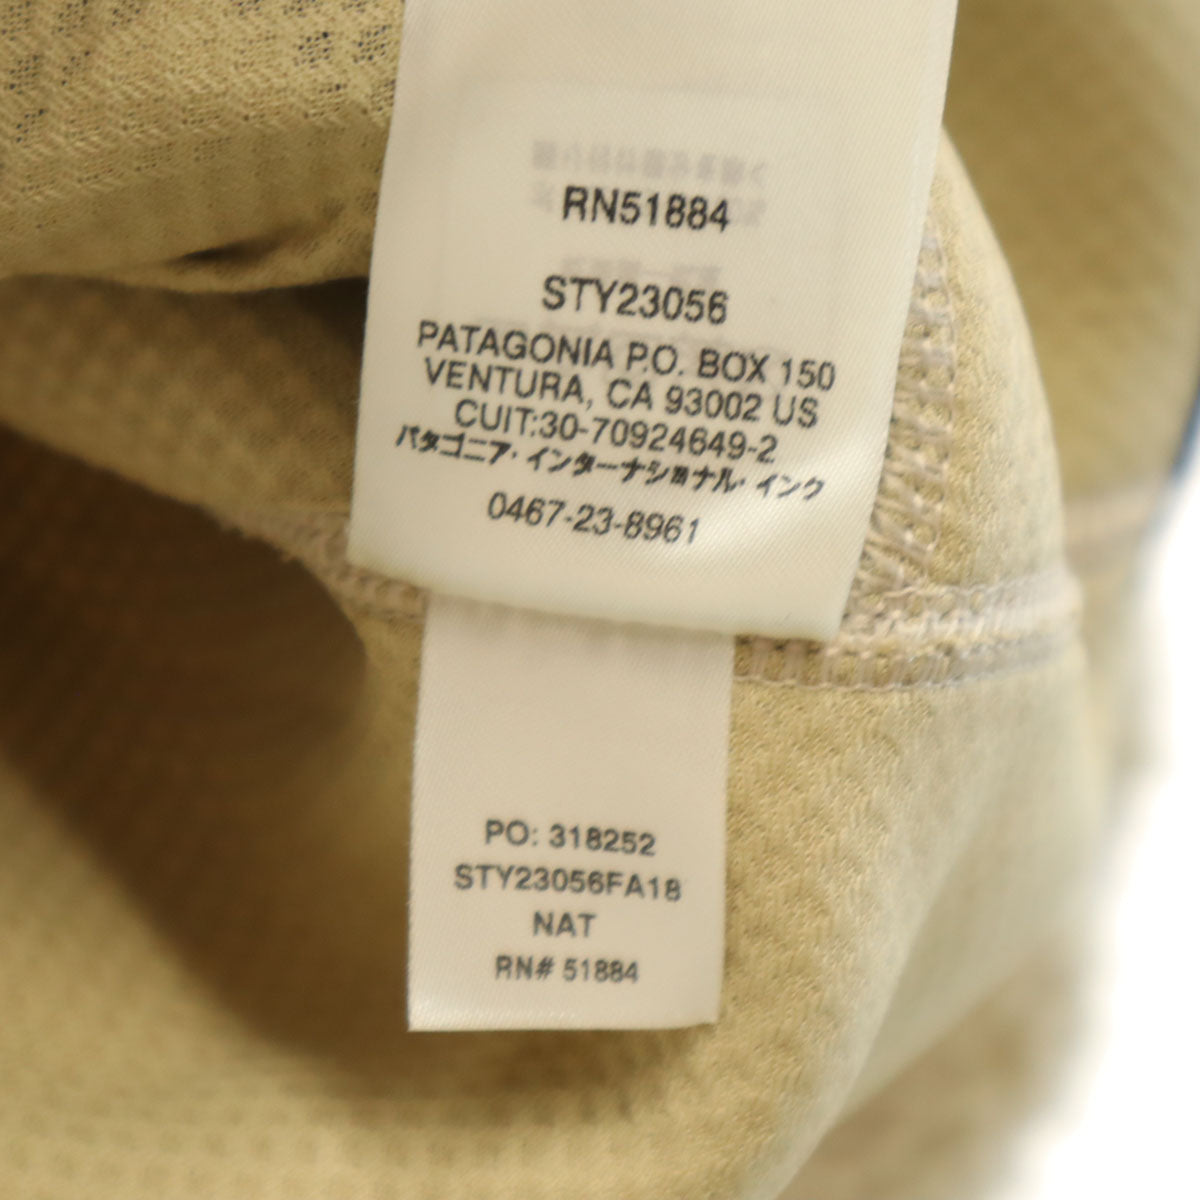 RN51884
STY23056
PATAGONIA P.O. BOX 150
VENTURA, CA 93002 US
CUIT:30-70924649-2
パタゴニア・インターナショナル・インク
0467-23-8961
PO: 318252
STY23056FA18
NAT
RN# 51884